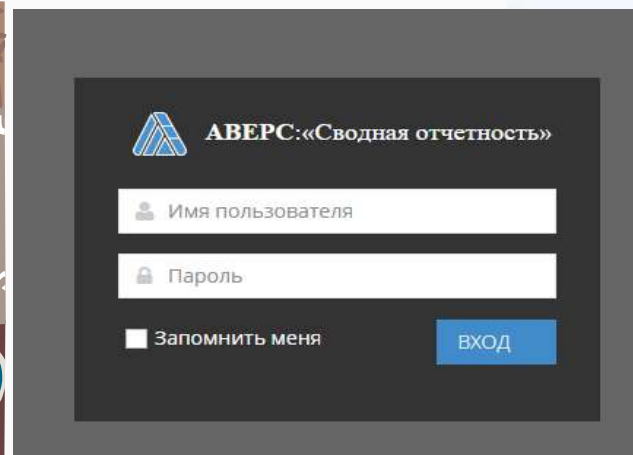 АВЕРС:«Сводная отчетность»
Имя пользователя
Пароль
Запомнить меня
ВХОД